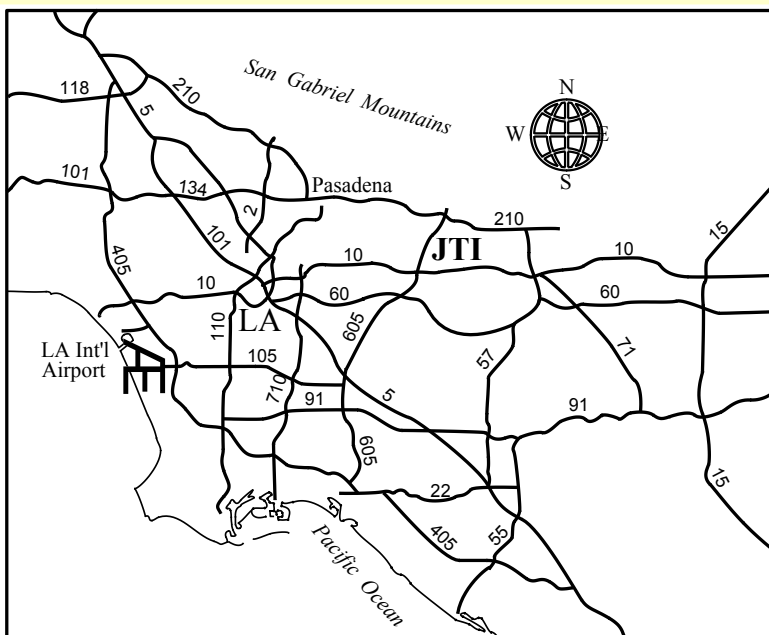 San Gabriel Mountains
N
W
E
S
118
5
210
101
134
2
Pasadena
15
210
405
101
10
JTI
10
10
60
60
110
LA
605
LA Int'l
Airport
105
57
71
710
5
91
91
605
22
15
405
55
Pacific Ocean